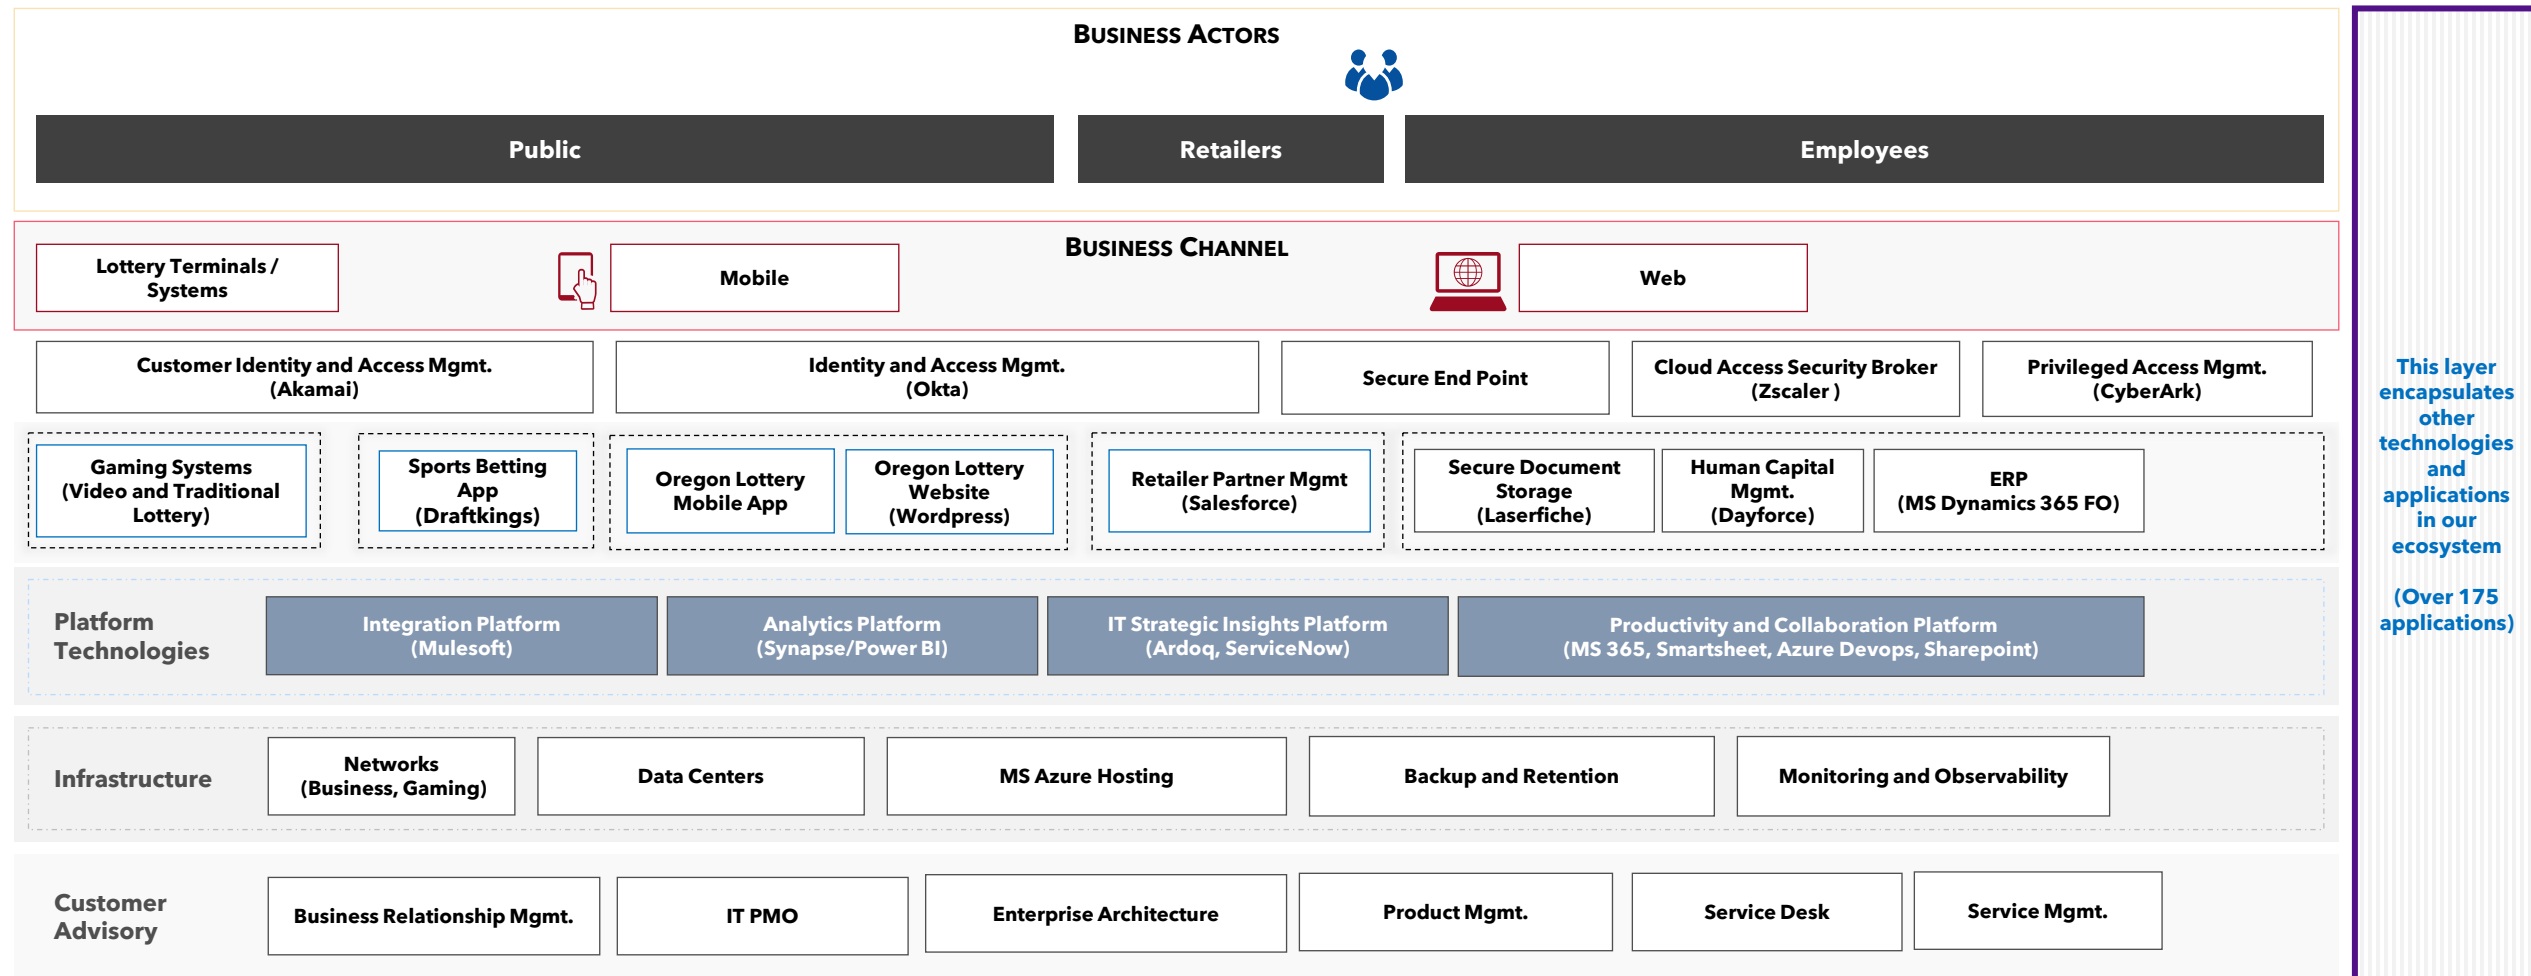 BUSINESS ACTORS
Public
Retailers
Employees
BUSINESS CHANNEL
Lottery Terminals /
Systems
Mobile
Web
Customer Identity and Access Mgmt.
(Akamai)
Identity and Access Mgmt.
(Okta)
Secure End Point
Cloud Access Security Broker
(Zscaler )
Privileged Access Mgmt.
(CyberArk)
Gaming Systems
(Video and Traditional
Lottery)
Sports Betting
App
(Draftkings)
Oregon Lottery
Mobile App
Oregon Lottery
Website
(Wordpress)
Retailer Partner Mgmt
(Salesforce)
Secure Document
Storage
(Laserfiche)
Human Capital
Mgmt.
(Dayforce)
ERP
(MS Dynamics 365 FO)
Platform
Technologies
Integration Platform
(Mulesoft)
Analytics Platform
(Synapse/Power BI)
IT Strategic Insights Platform
(Ardoq, ServiceNow)
Productivity and Collaboration Platform
(MS 365, Smartsheet, Azure Devops, Sharepoint)
Infrastructure
Networks
(Business, Gaming)
Data Centers
MS Azure Hosting
Backup and Retention
Monitoring and Observability
Customer
Advisory
Business Relationship Mgmt.
IT PMO
Enterprise Architecture
Product Mgmt.
Service Desk
Service Mgmt.
This layer
encapsulates
other
technologies
and
applications
in our
ecosystem
(Over 175
applications)